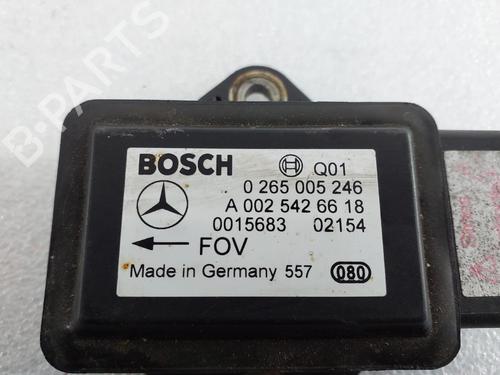 B-PARTS
BOSCH Q01
0 265 005 246
A 002 542 66 18
0015683 02154
FOV
Made in Germany 557 080